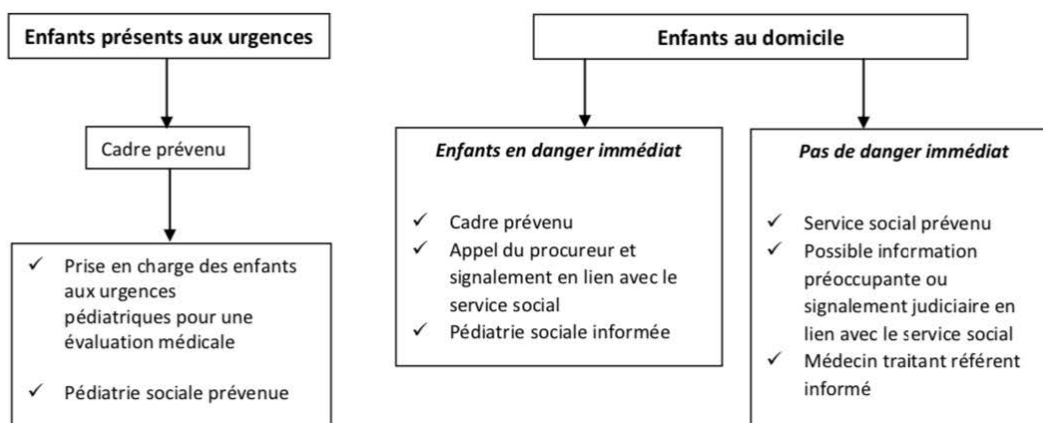 Enfants présents aux urgences
Cadre prévenu
✓ Prise en charge des enfants
aux urgences
pédiatriques pour une
évaluation médicale
✓ Pédiatrie sociale prévenue
Enfants au domicile
Enfants en danger immédiat
✓ Cadre prévenu
✓ Appel du procureur et
signalement en lien avec le
service social
✓ Pédiatrie sociale informée
Pas de danger immédiat
✓ Service social prévenu
✓ Possible information
préoccupante ou
signalement judiciaire en
lien avec le service social
✓ Médecin traitant référent
informé